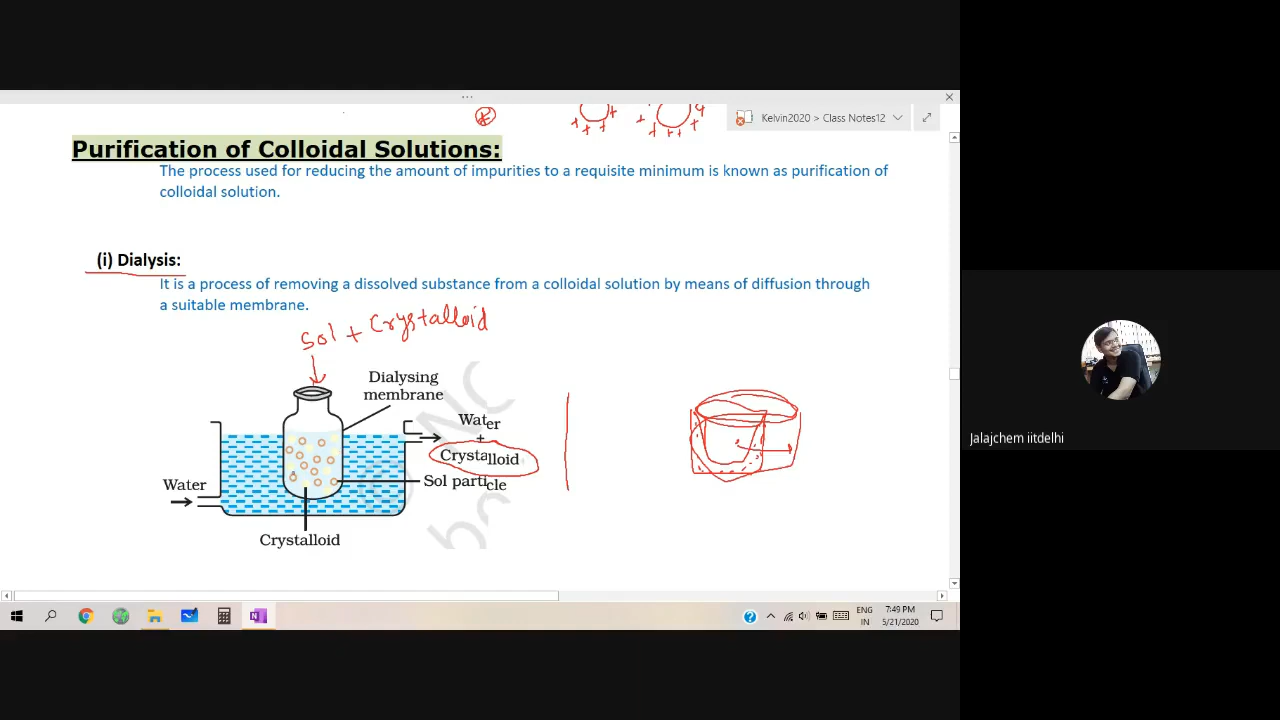 Kelvin2020 > Class Notes12
Purification of Colloidal Solutions:
The process used for reducing the amount of impurities to a requisite minimum is known as purification of
colloidal solution.
(i) Dialysis:
It is a process of removing a dissolved substance from a colloidal solution by means of diffusion through
a suitable membrane.
Sol + Crystalloid
Dialysing
membrane
Water
+
Crystalloid
Sol particle
Water
Crystalloid
Jalajchem iitdelhi
ENG
IN
7:49 PM
5/21/2020